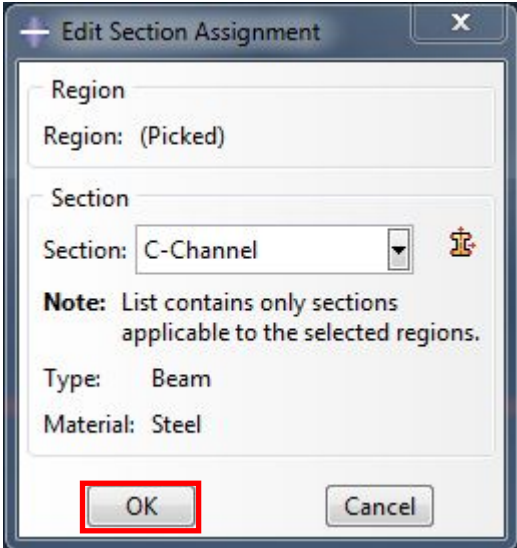 Edit Section Assignment
x
Region
Region: (Picked)
Section
Section: C-Channel
Note: List contains only sections
applicable to the selected regions.
Type: Beam
Material: Steel
OK Cancel